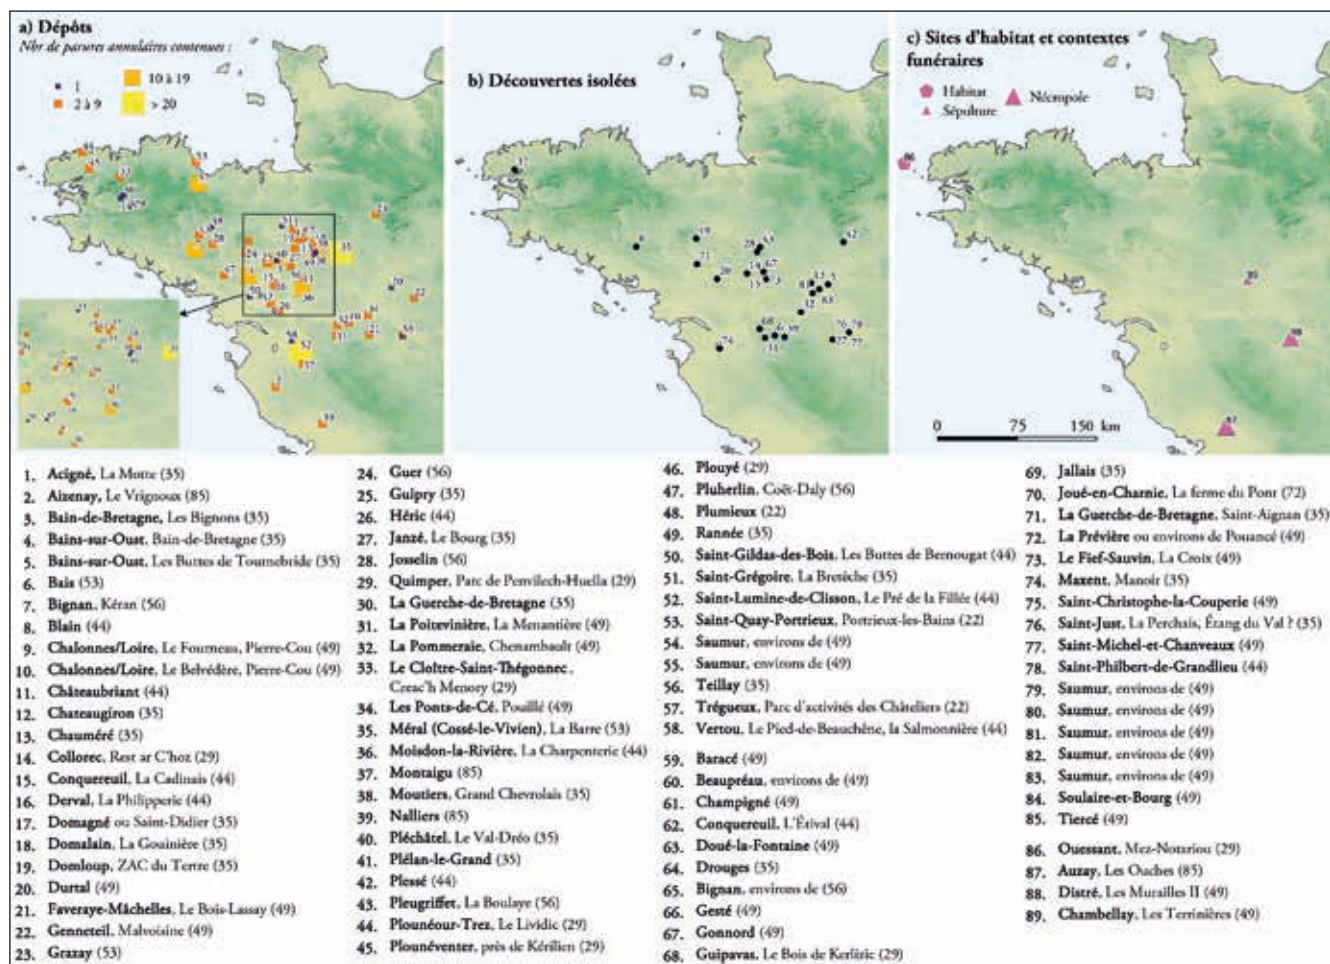 a) Dépôts
Nbr de parures annulaires contenues :
1
2 à 9
10 à 19
> 20
b) Découvertes isolées
c) Sites d'habitat et contextes
funéraires
Habitat
Sépulture
Nécropole
0 75 150 km
1. Acigné, La Motte (35)
2. Aizenay, Le Vrignoux (85)
3. Bain-de-Bretagne, Les Bignons (35)
4. Bains-sur-Oust, Bain-de-Bretagne (35)
5. Bains-sur-Oust, Les Buttes de Tournebride (35)
6. Bais (53)
7. Bignan, Kéran (56)
8. Blain (44)
9. Chalonnes/Loire, Le Fourneau, Pierre-Cou (49)
10. Chalonnes/Loire, Le Belvédère, Pierre-Cou (49)
11. Châteaubriant (44)
12. Chateaugiron (35)
13. Chauméré (35)
14. Collorec, Rest ar C'hoz (29)
15. Conquereuil, La Cadinais (44)
16. Derval, La Philipperie (44)
17. Domagné ou Saint-Didier (35)
18. Domalain, La Gouinière (35)
19. Domloup, ZAC du Tertre (35)
20. Durtal (49)
21. Faveraye-Mâchelles, Le Bois-Lassay (49)
22. Genneteil, Malvoisine (49)
23. Grazay (53)
24. Guer (56)
25. Guipry (35)
26. Héric (44)
27. Janzé, Le Bourg (35)
28. Josselin (56)
29. Quimper, Parc de Penvilech-Huella (29)
30. La Guerche-de-Bretagne (35)
31. La Poitevinière, La Menantière (49)
32. La Pommeraie, Chenambault (49)
33. Le Cloître-Saint-Thégonnec,
Creac'h Menory (29)
34. Les Ponts-de-Cé, Pouillé (49)
35. Méral (Cossé-le-Vivien), La Barre (53)
36. Moisdon-la-Rivière, La Charpenterie (44)
37. Montaigu (85)
38. Moutiers, Grand Chevrolais (35)
39. Nalliers (85)
40. Pléchâtel, Le Val-Dréo (35)
41. Plélan-le-Grand (35)
42. Plessé (44)
43. Pleugriffet, La Boulaye (56)
44. Plounéour-Trez, Le Lividic (29)
45. Plounéventer, près de Kérilien (29)
46. Plouyé (29)
47. Pluherlin, Coët-Daly (56)
48. Plumieux (22)
49. Rannée (35)
50. Saint-Gildas-des-Bois, Les Buttes de Bernougat (44)
51. Saint-Grégoire, La Bretèche (35)
52. Saint-Lumine-de-Clisson, Le Pré de la Fillée (44)
53. Saint-Quay-Portrieux, Portrieux-les-Bains (22)
54. Saumur, environs de (49)
55. Saumur, environs de (49)
56. Teillay (35)
57. Trégueux, Parc d'activités des Châteliers (22)
58. Vertou, Le Pied-de-Beauchêne, la Salmonnière (44)
59. Baracé (49)
60. Beaupréau, environs de (49)
61. Champigné (49)
62. Conquereuil, L'Étival (44)
63. Doué-la-Fontaine (49)
64. Drouges (35)
65. Bignan, environs de (56)
66. Gesté (49)
67. Gonnord (49)
68. Guipavas, Le Bois de Kerlizic (29)
69. Jallais (35)
70. Joué-en-Charnie, La ferme du Pont (72)
71. La Guerche-de-Bretagne, Saint-Aignan (35)
72. La Prévière ou environs de Pouancé (49)
73. Le Fief-Sauvin, La Croix (49)
74. Maxent, Manoir (35)
75. Saint-Christophe-la-Couperie (49)
76. Saint-Just, La Perchais, Étang du Val ? (35)
77. Saint-Michel-et-Chanveaux (49)
78. Saint-Philbert-de-Grandlieu (44)
79. Saumur, environs de (49)
80. Saumur, environs de (49)
81. Saumur, environs de (49)
82. Saumur, environs de (49)
83. Saumur, environs de (49)
84. Soulaire-et-Bourg (49)
85. Tiercé (49)
86. Ouessant, Mez-Notariou (29)
87. Auzay, Les Ouches (85)
88. Distré, Les Murailles II (49)
89. Chambellay, Les Terrinières (49)